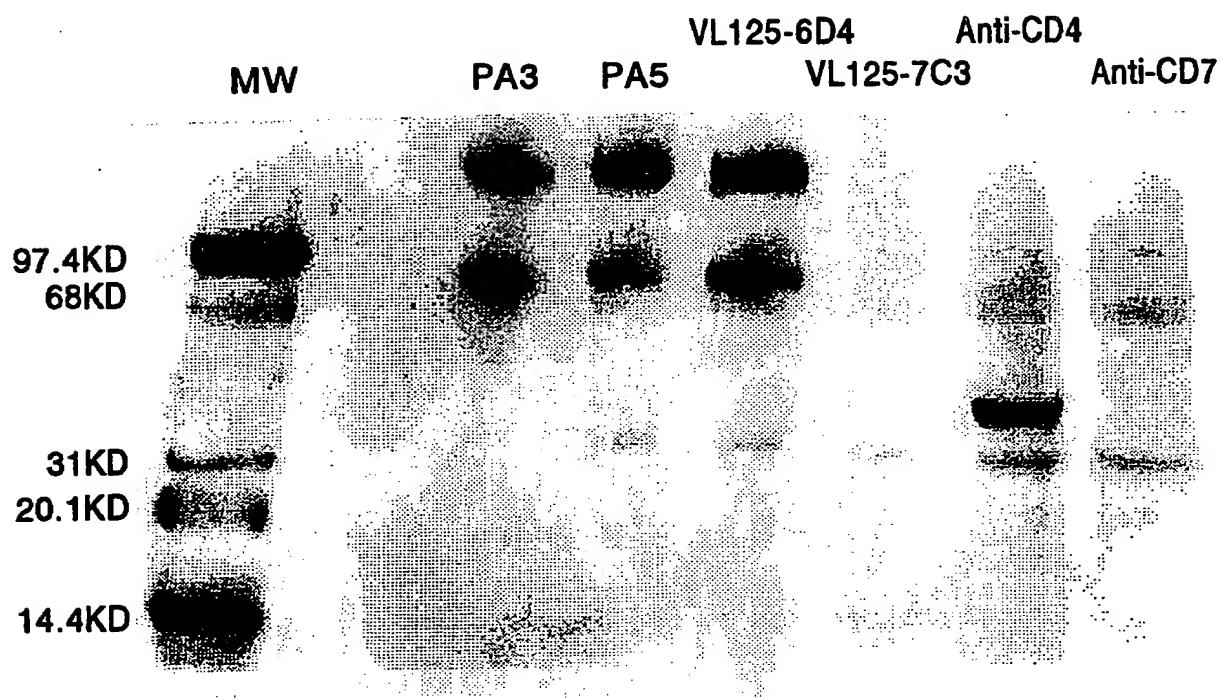 VL125-6D4 Anti-CD4
MW PA3 PA5 VL125-7C3 Anti-CD7
97.4KD
68KD
31KD
20.1KD
14.4KD